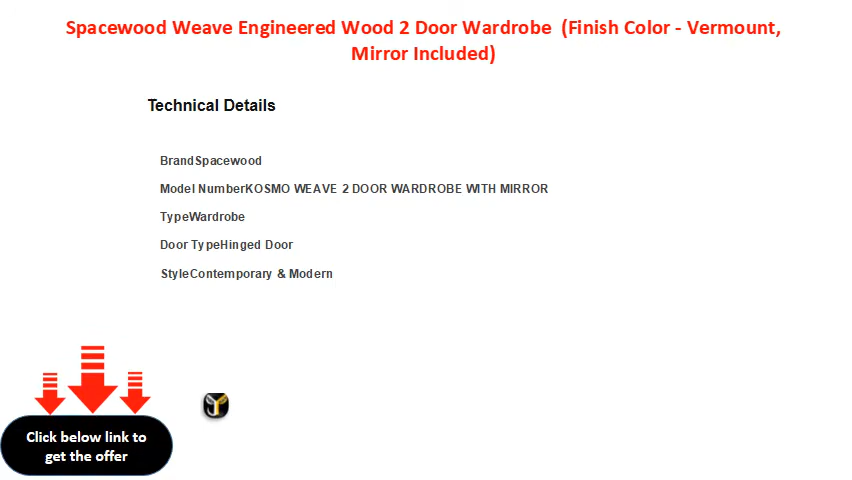 Spacewood Weave Engineered Wood 2 Door Wardrobe (Finish Color - Vermount,
Mirror Included)
Technical Details
BrandSpacewood
Model NumberKOSMO WEAVE 2 DOOR WARDROBE WITH MIRROR
TypeWardrobe
Door TypeHinged Door
StyleContemporary & Modern
Click below link to
get the offer